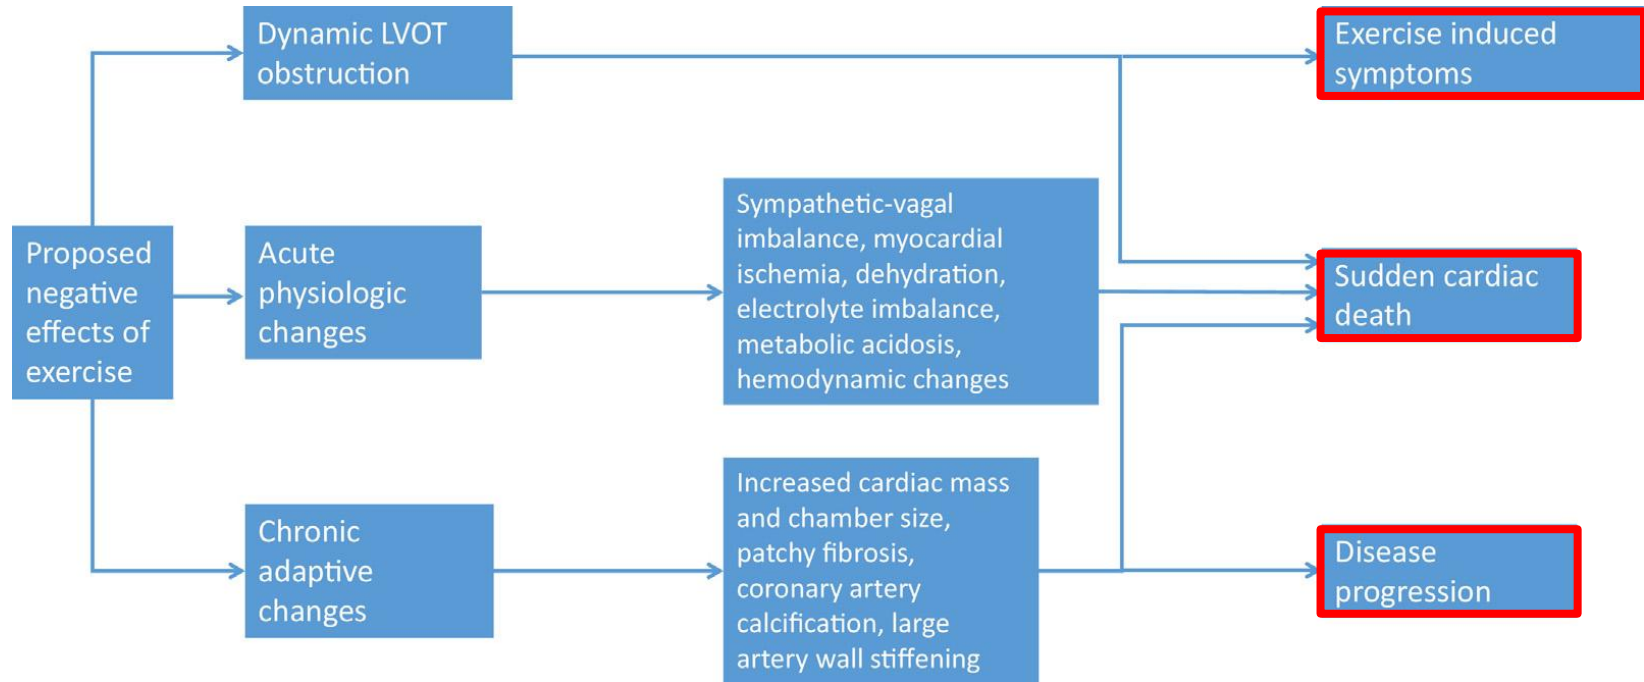 Dynamic LVOT
obstruction
Exercise induced
symptoms
Proposed
negative
effects of
exercise
Acute
physiologic
changes
Sympathetic-vagal
imbalance, myocardial
ischemia, dehydration,
electrolyte imbalance,
metabolic acidosis,
hemodynamic changes
Sudden cardiac
death
Chronic
adaptive
changes
Increased cardiac mass
and chamber size,
patchy fibrosis,
coronary artery
calcification, large
artery wall stiffening
Disease
progression